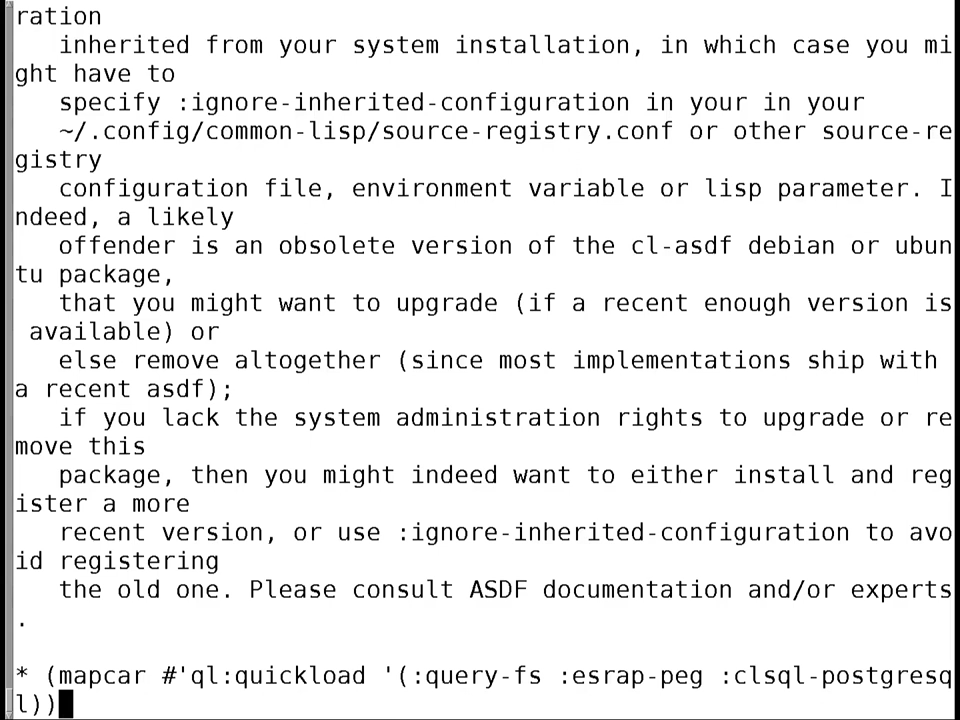 ration
   inherited from your system installation, in which case you mi
ght have to
   specify :ignore-inherited-configuration in your in your
   ~/.config/common-lisp/source-registry.conf or other source-re
gistry
   configuration file, environment variable or lisp parameter. I
ndeed, a likely
   offender is an obsolete version of the cl-asdf debian or ubun
tu package,
   that you might want to upgrade (if a recent enough version is
 available) or
   else remove altogether (since most implementations ship with
a recent asdf);
   if you lack the system administration rights to upgrade or re
move this
   package, then you might indeed want to either install and reg
ister a more
   recent version, or use :ignore-inherited-configuration to avo
id registering
   the old one. Please consult ASDF documentation and/or experts
.
* (mapcar #'ql:quickload '(:query-fs :esrap-peg :clsql-postgresq
l))